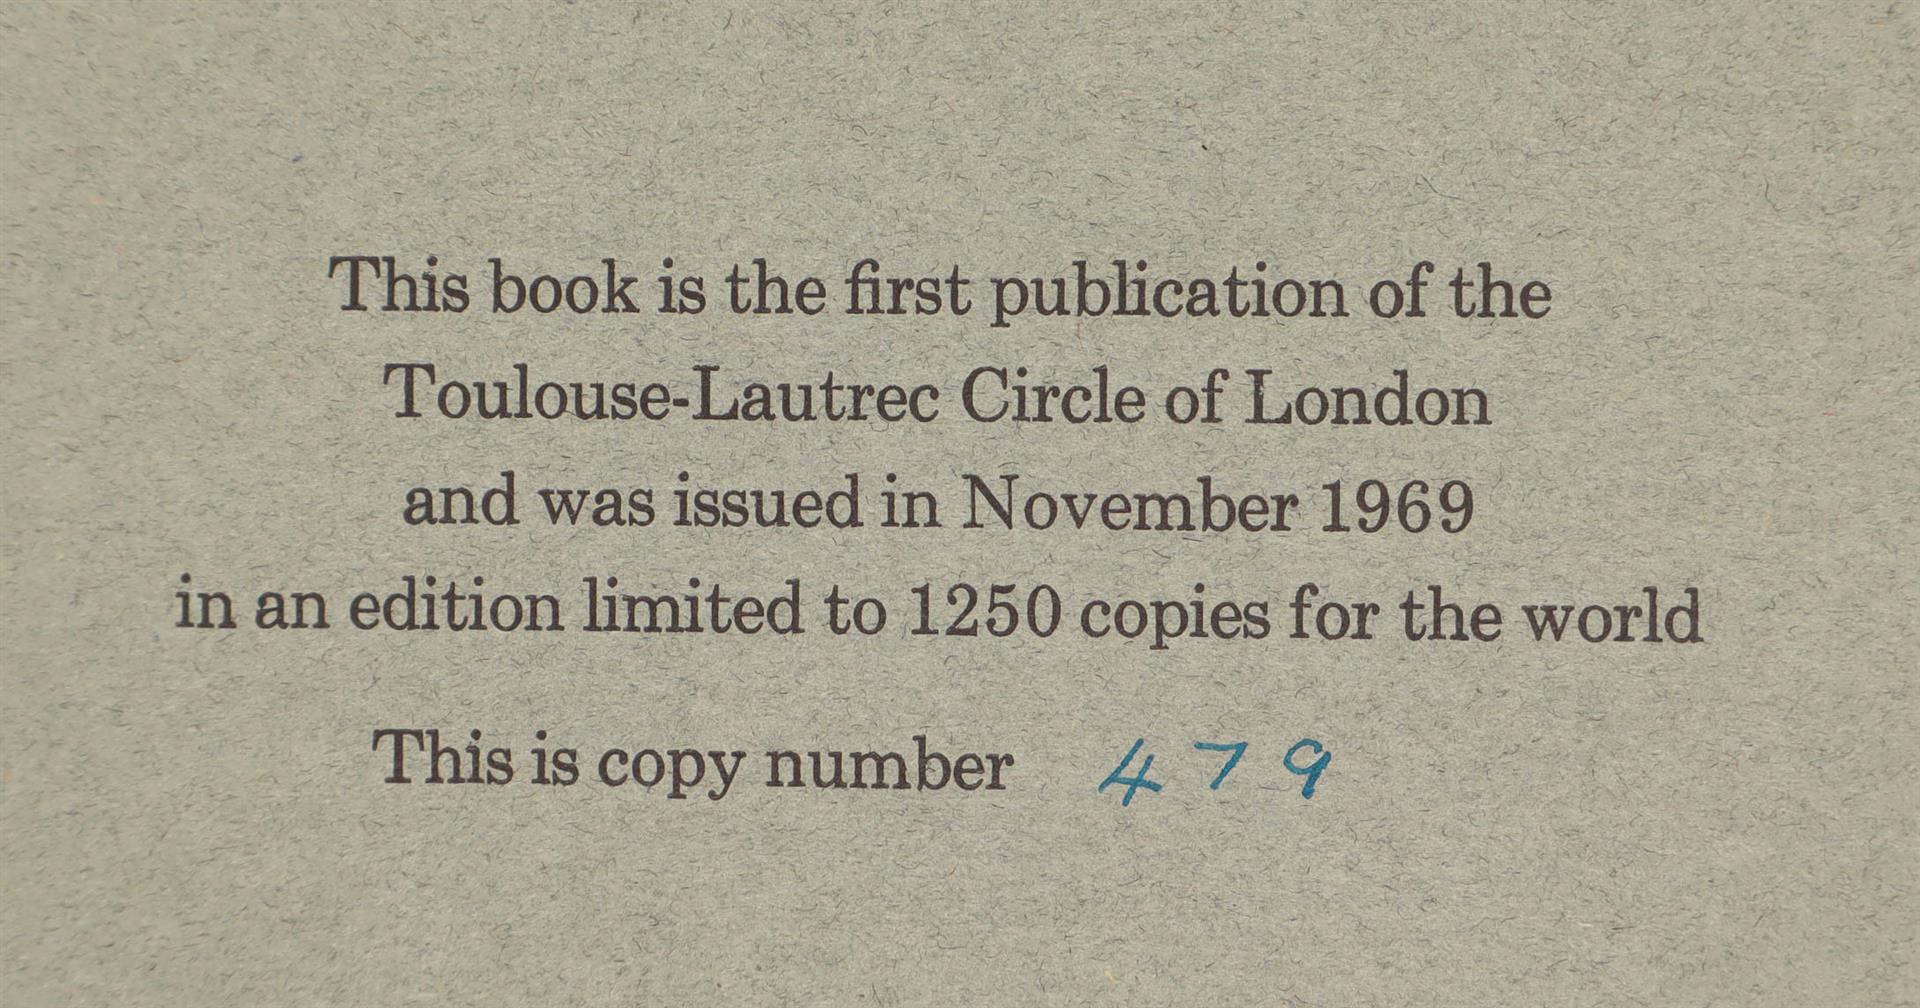 This book is the first publication of the
Toulouse-Lautrec Circle of London
and was issued in November 1969
in an edition limited to 1250 copies for the world
This is copy number 479